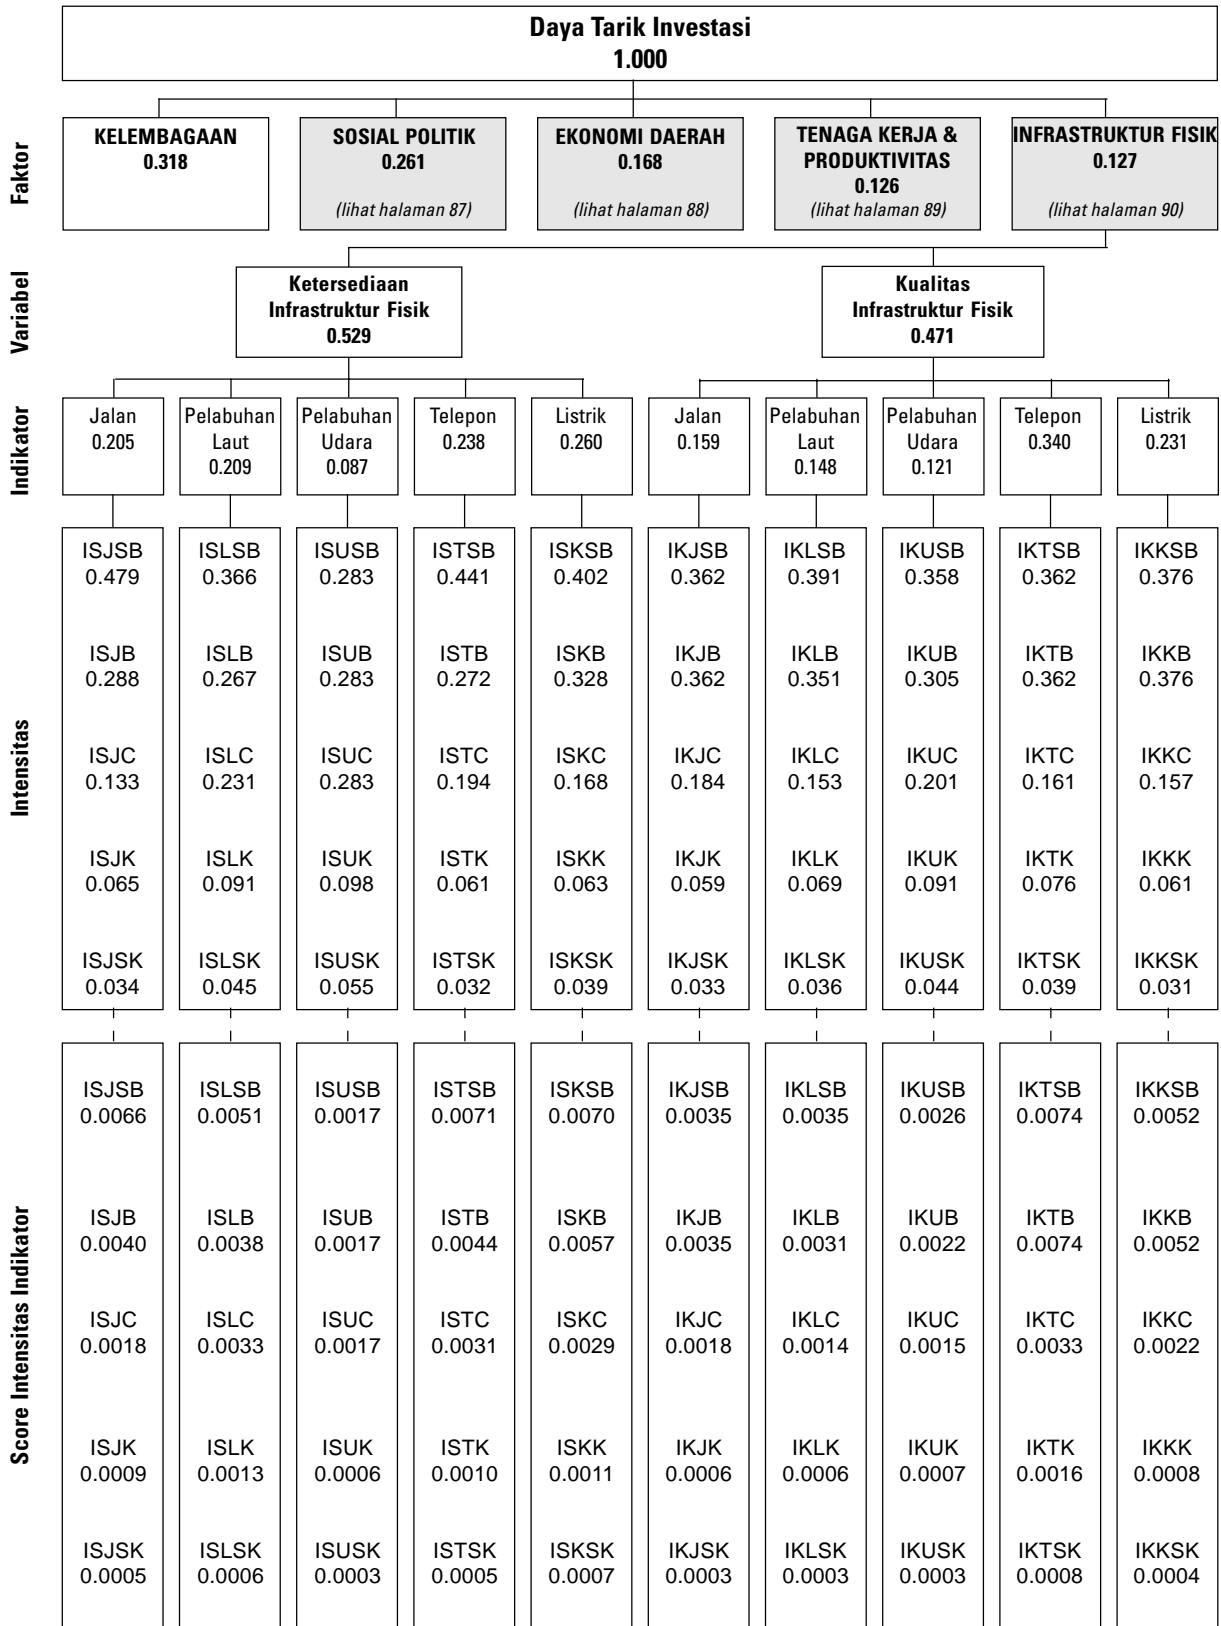 Daya Tarik Investasi
1.000
Faktor
KELEMBAGAAN
0.318
SOSIAL POLITIK
0.261
(lihat halaman 87)
EKONOMI DAERAH
0.168
(lihat halaman 88)
TENAGA KERJA &
PRODUKTIVITAS
0.126
(lihat halaman 89)
INFRASTRUKTUR FISIK
0.127
(lihat halaman 90)
Variabel
Ketersediaan
Infrastruktur Fisik
0.529
Kualitas
Infrastruktur Fisik
0.471
Indikator
Jalan
0.205
Pelabuhan
Laut
0.209
Pelabuhan
Udara
0.087
Telepon
0.238
Listrik
0.260
Jalan
0.159
Pelabuhan
Laut
0.148
Pelabuhan
Udara
0.121
Telepon
0.340
Listrik
0.231
Intensitas
ISJSB ISLSB ISUSB ISTSB ISKSB IKJSB IKLSB IKUSB IKTSB IKKSB
0.479 0.366 0.283 0.441 0.402 0.362 0.391 0.358 0.362 0.376
ISJB ISLB ISUB ISTB ISKB IKJB IKLB IKUB IKTB IKKB
0.288 0.267 0.283 0.272 0.328 0.362 0.351 0.305 0.362 0.376
ISJC ISLC ISUC ISTC ISKC IKJC IKLC IKUC IKTC IKKC
0.133 0.231 0.283 0.194 0.168 0.184 0.153 0.201 0.161 0.157
ISJK ISLK ISUK ISTK ISKK IKJK IKLK IKUK IKTK IKKK
0.065 0.091 0.098 0.061 0.063 0.059 0.069 0.091 0.076 0.061
ISJSK ISLSK ISUSK ISTSK ISKSK IKJSK IKLSK IKUSK IKTSK IKKSK
0.034 0.045 0.055 0.032 0.039 0.033 0.036 0.044 0.039 0.031
Score Intensitas Indikator
ISJSB ISLSB ISUSB ISTSB ISKSB IKJSB IKLSB IKUSB IKTSB IKKSB
0.0066 0.0051 0.0017 0.0071 0.0070 0.0035 0.0035 0.0026 0.0074 0.0052
ISJB ISLB ISUB ISTB ISKB IKJB IKLB IKUB IKTB IKKB
0.0040 0.0038 0.0017 0.0044 0.0057 0.0035 0.0031 0.0022 0.0074 0.0052
ISJC ISLC ISUC ISTC ISKC IKJC IKLC IKUC IKTC IKKC
0.0018 0.0033 0.0017 0.0031 0.0029 0.0018 0.0014 0.0015 0.0033 0.0022
ISJK ISLK ISUK ISTK ISKK IKJK IKLK IKUK IKTK IKKK
0.0009 0.0013 0.0006 0.0010 0.0011 0.0006 0.0006 0.0007 0.0016 0.0008
ISJSK ISLSK ISUSK ISTSK ISKSK IKJSK IKLSK IKUSK IKTSK IKKSK
0.0005 0.0006 0.0003 0.0005 0.0007 0.0003 0.0003 0.0003 0.0008 0.0004